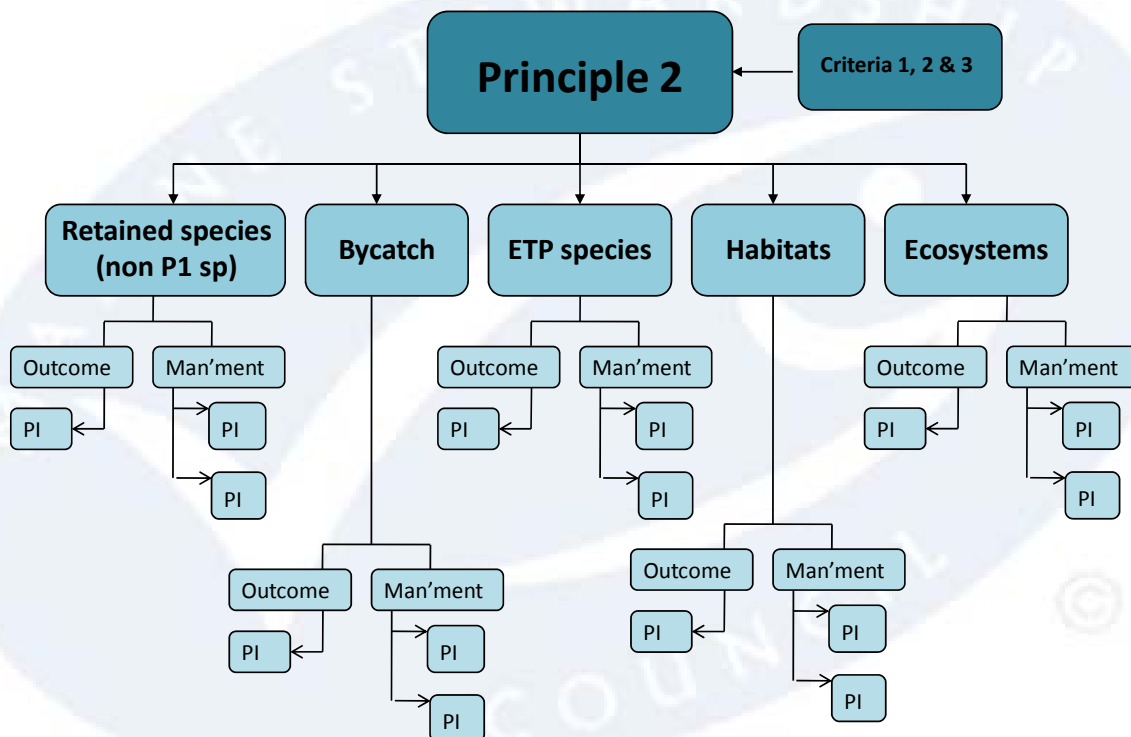 Principle 2
Criteria 1, 2 & 3
Retained species
(non P1 sp)
Bycatch
ETP species
Habitats
Ecosystems
Outcome
Man'ment
PI
PI
PI
Outcome
Man'ment
PI
PI
PI
Outcome
Man'ment
PI
PI
PI
Outcome
Man'ment
PI
PI
PI
Outcome
Man'ment
PI
PI
PI
STEWARDSHIP
COUNCIL
©